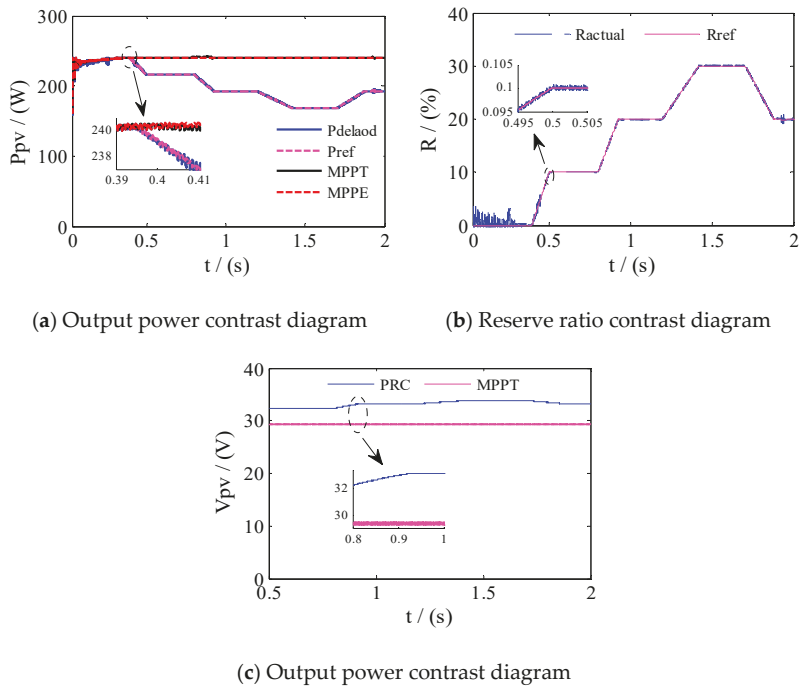 300
250
200
150
100
0
Ppv / (W)
240
238
0.39
0.4
0.41
Pdelaod
Pref
MPPT
MPPE
0
0.5
1
1.5
2
t / (s)
(a) Output power contrast diagram
40
30
20
10
0
R / (%)
Ractual
Rref
0.1
0.095
0.495
0.5
0.505
0
0.5
1
1.5
2
t / (s)
(b) Reserve ratio contrast diagram
40
30
20
10
0
Vpv / (V)
PRC
MPPT
32
30
0.8
0.9
1
0.5
1
1.5
2
t / (s)
(c) Output power contrast diagram